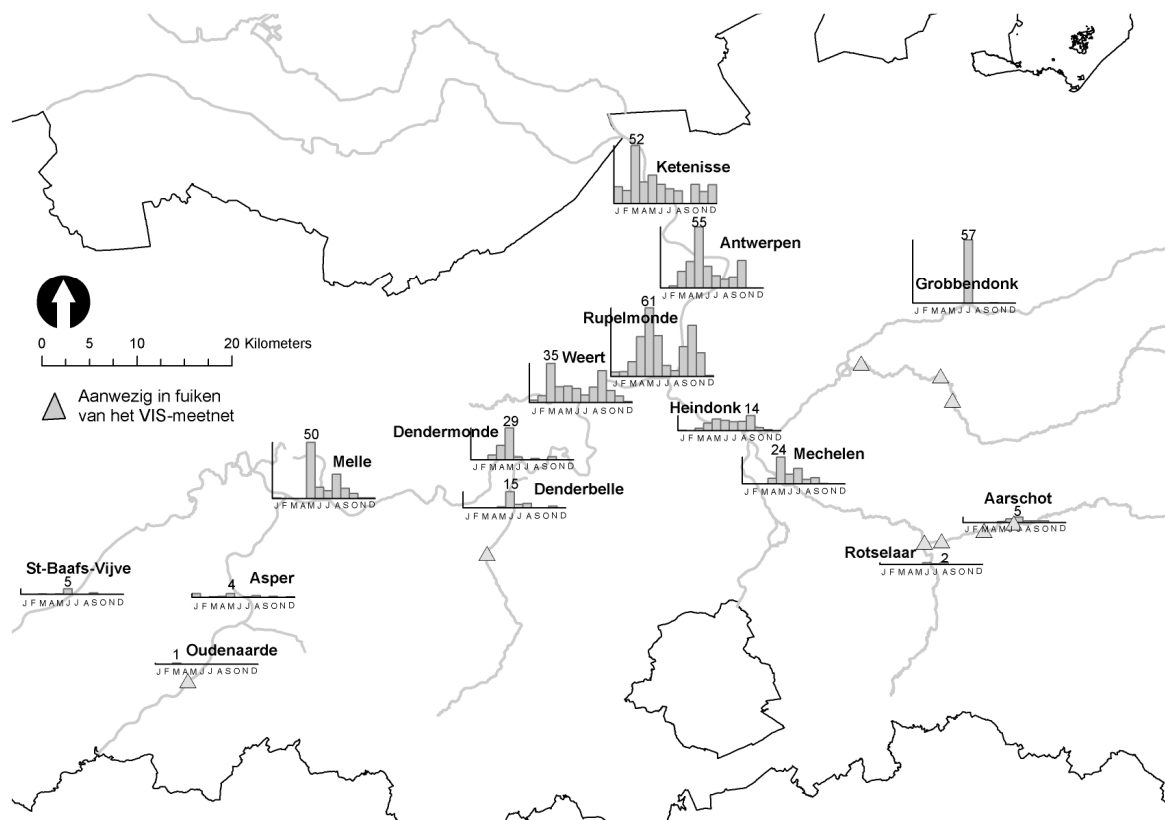 52
Ketenisse
J F M A M J J A S O N D
55
Antwerpen
J F M A M J J A S O N D
57
Grobbendonk
J F M A M J J A S O N D
61
Rupelmonde
J F M A M J J A S O N D
0 5 10 20 Kilometers
35 Weert
J F M A M J J A S O N D
Aanwezig in fuiken
van het VIS-meetnet
Heindonk 14
J F M A M J J A S O N D
29
Dendermonde
J F M A M J J A S O N D
24
Mechelen
J F M A M J J A S O N D
50
Melle
J F M A M J J A S O N D
15
Denderbelle
J F M A M J J A S O N D
Aarschot
5
J F M A M J J A S O N D
Rotselaar
2
J F M A M J J A S O N D
St-Baafs-Vijve
5
J F M A M J J A S O N D
Asper
4
J F M A M J J A S O N D
Oudenaarde
1
J F M A M J J A S O N D